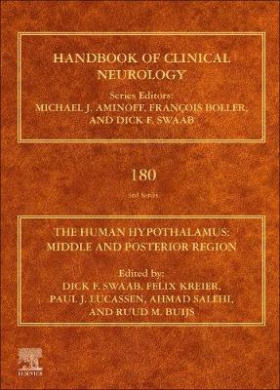 HANDBOOK OF CLINICAL
NEUROLOGY
Series Editors:
MICHAEL J. AMINOFF, FRANÇOIS BOLLER,
AND DICK F. SWAAB
180
3rd Series
THE HUMAN HYPOTHALAMUS:
MIDDLE AND POSTERIOR REGION
Edited by:
DICK F. SWAAB, FELIX KREIER,
PAUL J. LUCASSEN, AHMAD SALEHI,
AND RUUD M. BUIJS
ELSEVIER